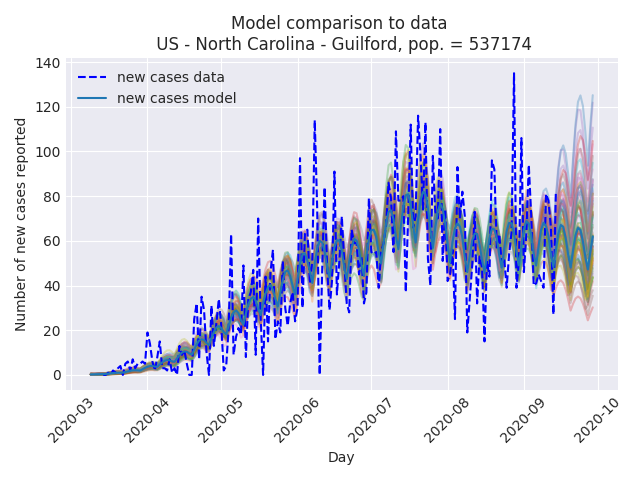 Model comparison to data
US - North Carolina - Guilford, pop. = 537174
140
120
100
80
60
40
20
0
Number of new cases reported
new cases data
new cases model
2020-03
2020-04
2020-05
2020-06
2020-07
2020-08
2020-09
2020-10
Day